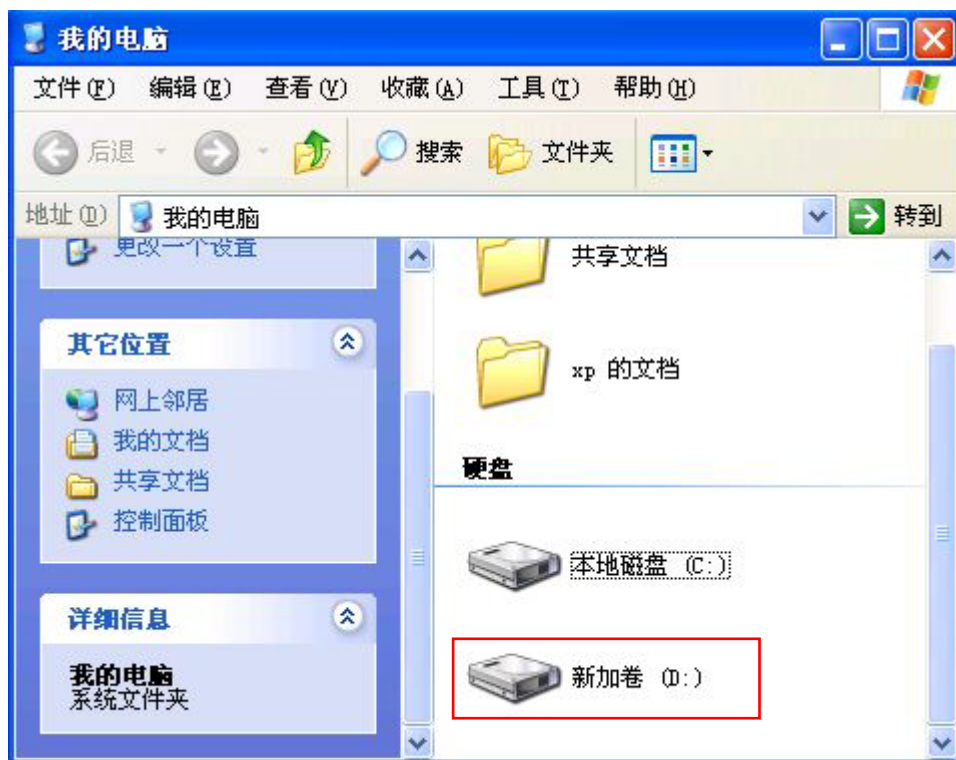 我的电脑
文件(F) 编辑(E) 查看(V) 收藏(A) 工具(T) 帮助(H)
后退 搜索 文件夹
地址(D) 我的电脑 转到
更改一个设置
其它位置
网上邻居
我的文档
共享文档
控制面板
详细信息
我的电脑
系统文件夹
共享文档
xp 的文档
硬盘
本地磁盘 (C:)
新加卷 (D:)